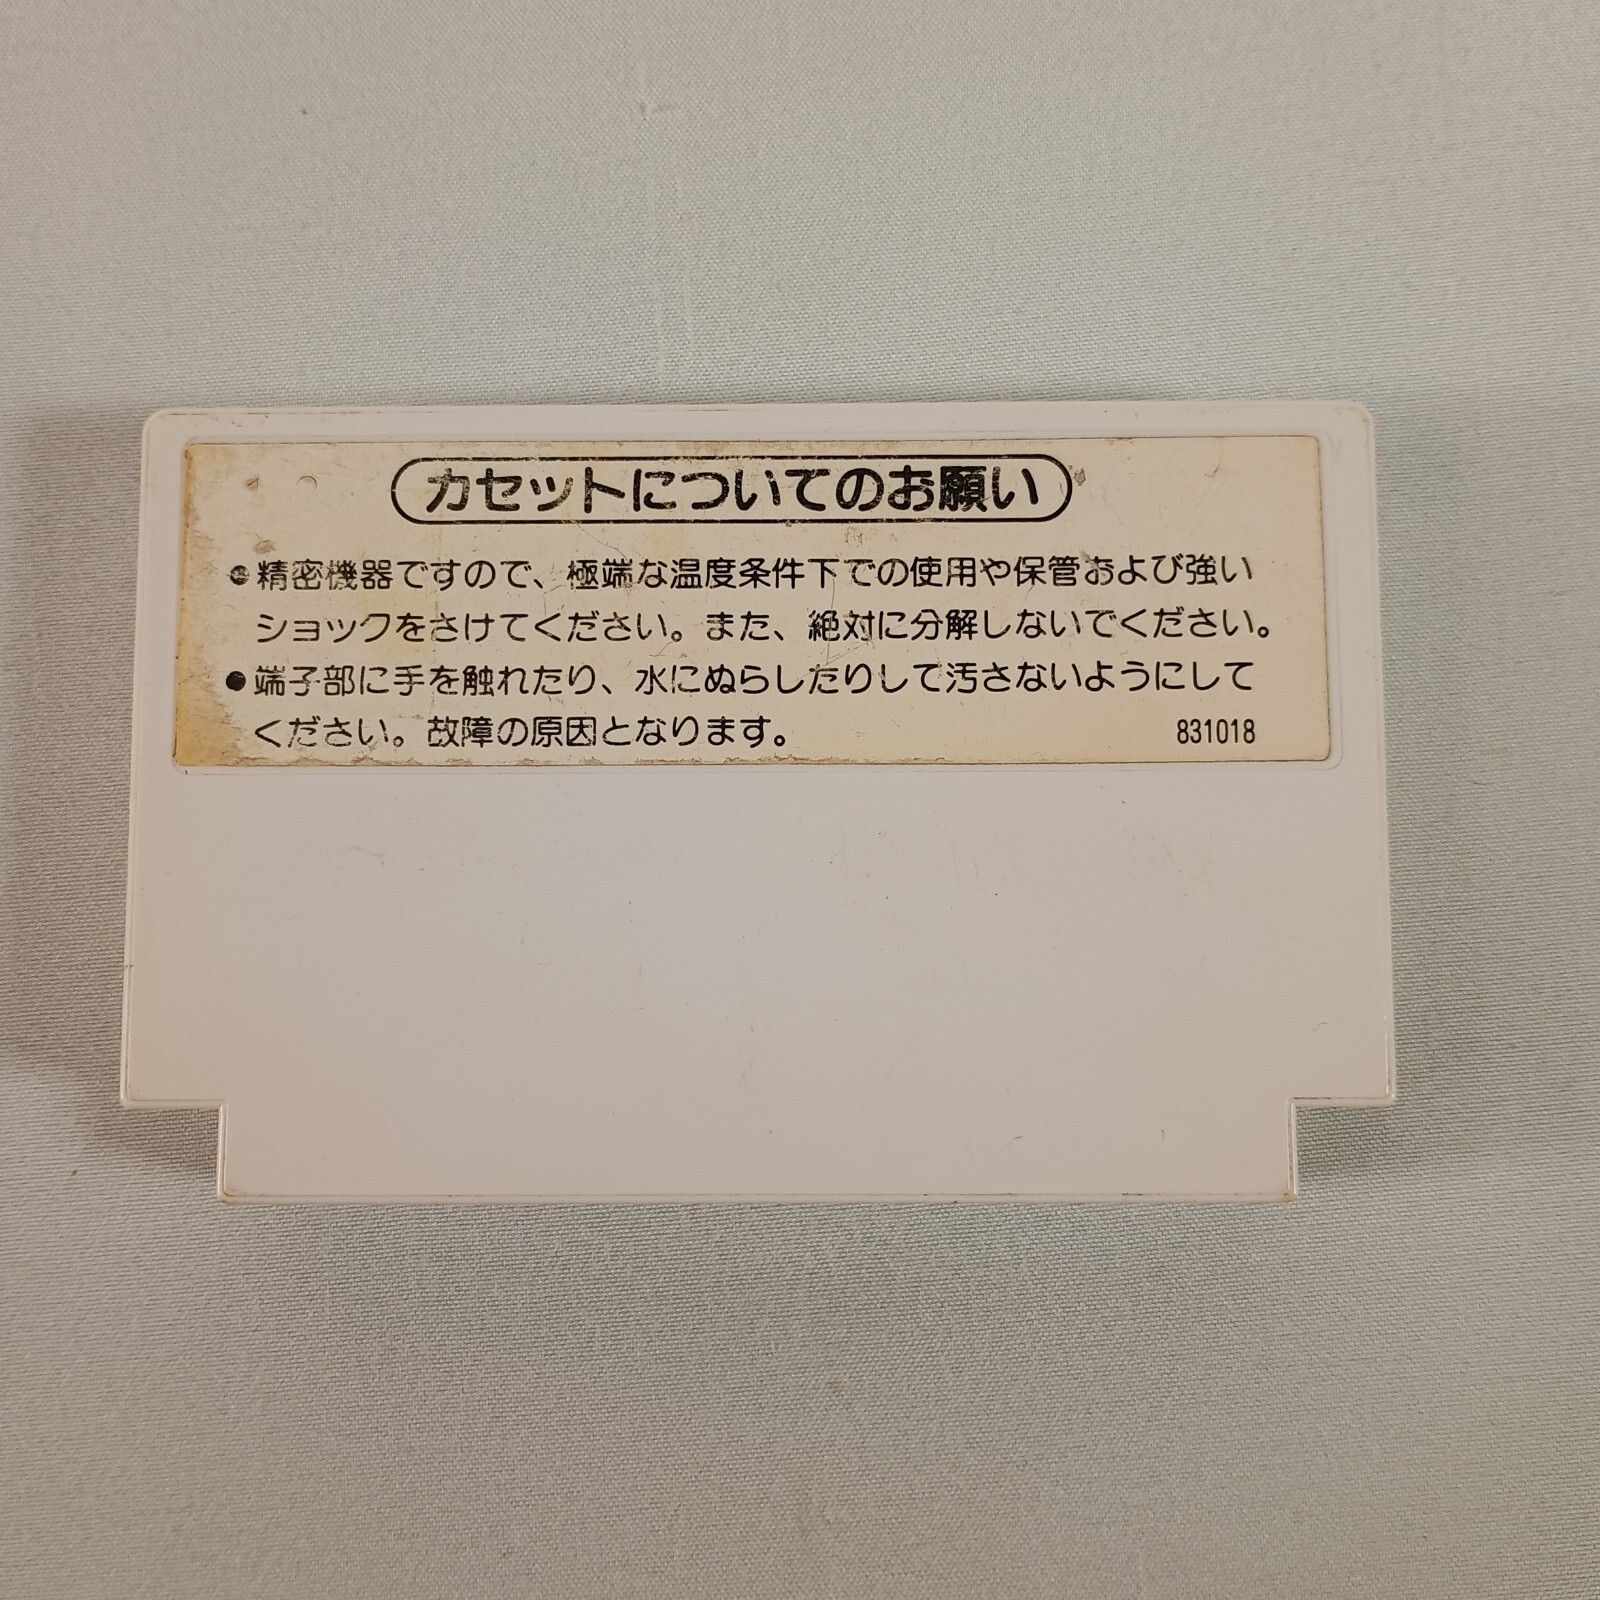 カセットについてのお願い
●精密機器ですので、極端な温度条件下での使用や保管および強い
ショックをさけてください。また、絶対に分解しないでください。
●端子部に手を触れたり、水にぬらしたりして汚さないようにして
ください。故障の原因となります。 831018